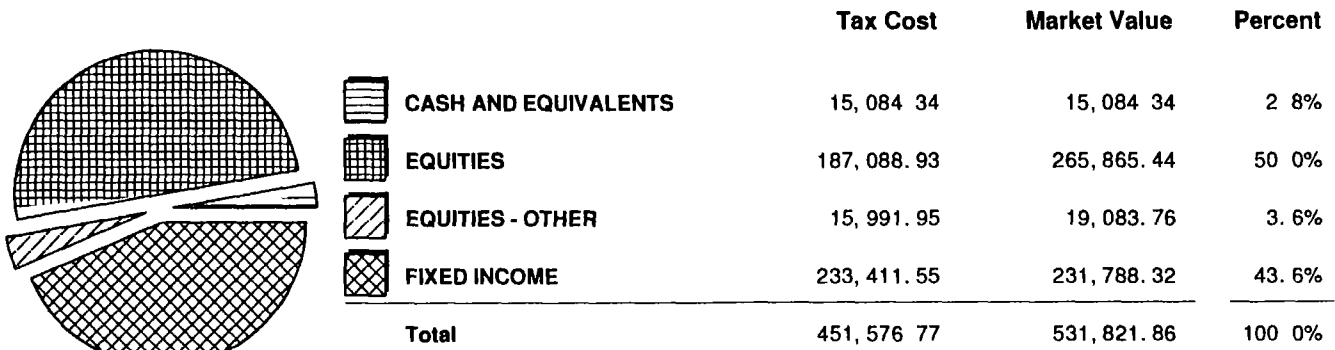 Tax Cost Market Value Percent
CASH AND EQUIVALENTS 15, 084 34 15, 084 34 2 8%
EQUITIES 187, 088. 93 265, 865. 44 50 0%
EQUITIES - OTHER 15, 991. 95 19, 083. 76 3. 6%
FIXED INCOME 233, 411. 55 231, 788. 32 43. 6%
Total 451, 576 77 531, 821. 86 100 0%